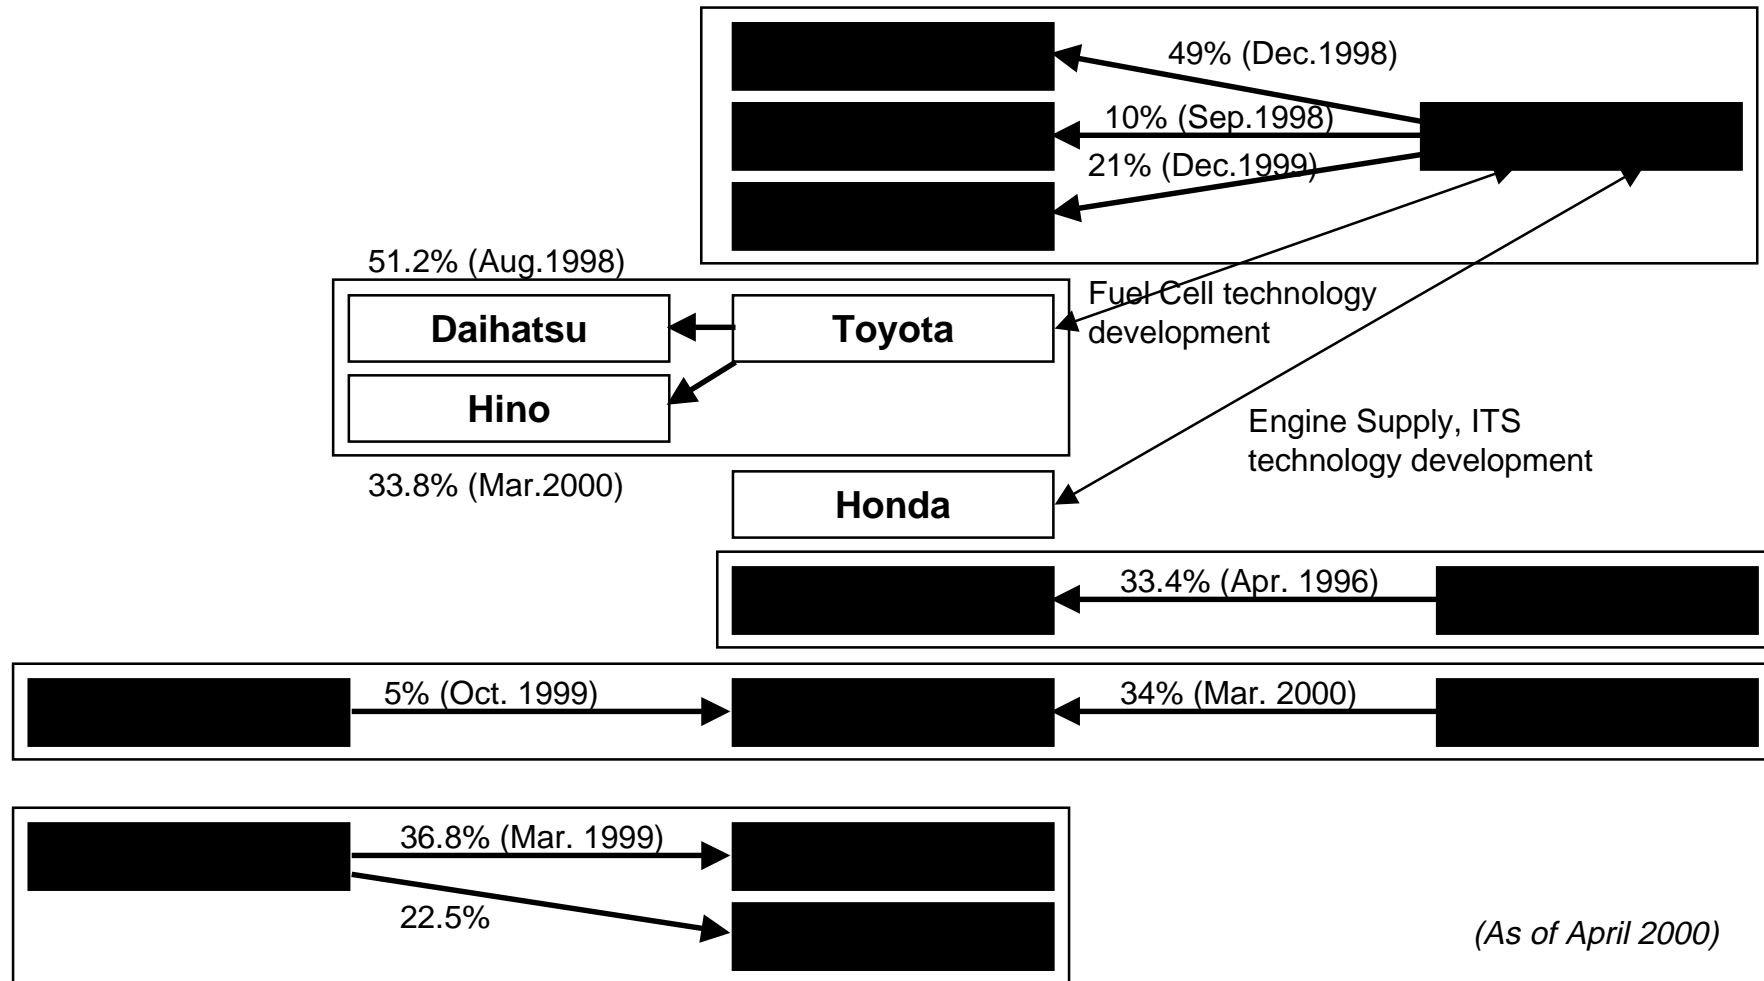 49% (Dec.1998)
10% (Sep.1998)
21% (Dec.1999)
51.2% (Aug.1998)
Daihatsu
Toyota
Fuel Cell technology
development
Hino
Engine Supply, ITS
technology development
33.8% (Mar.2000)
Honda
33.4% (Apr. 1996)
5% (Oct. 1999)
34% (Mar. 2000)
36.8% (Mar. 1999)
22.5%
(As of April 2000)